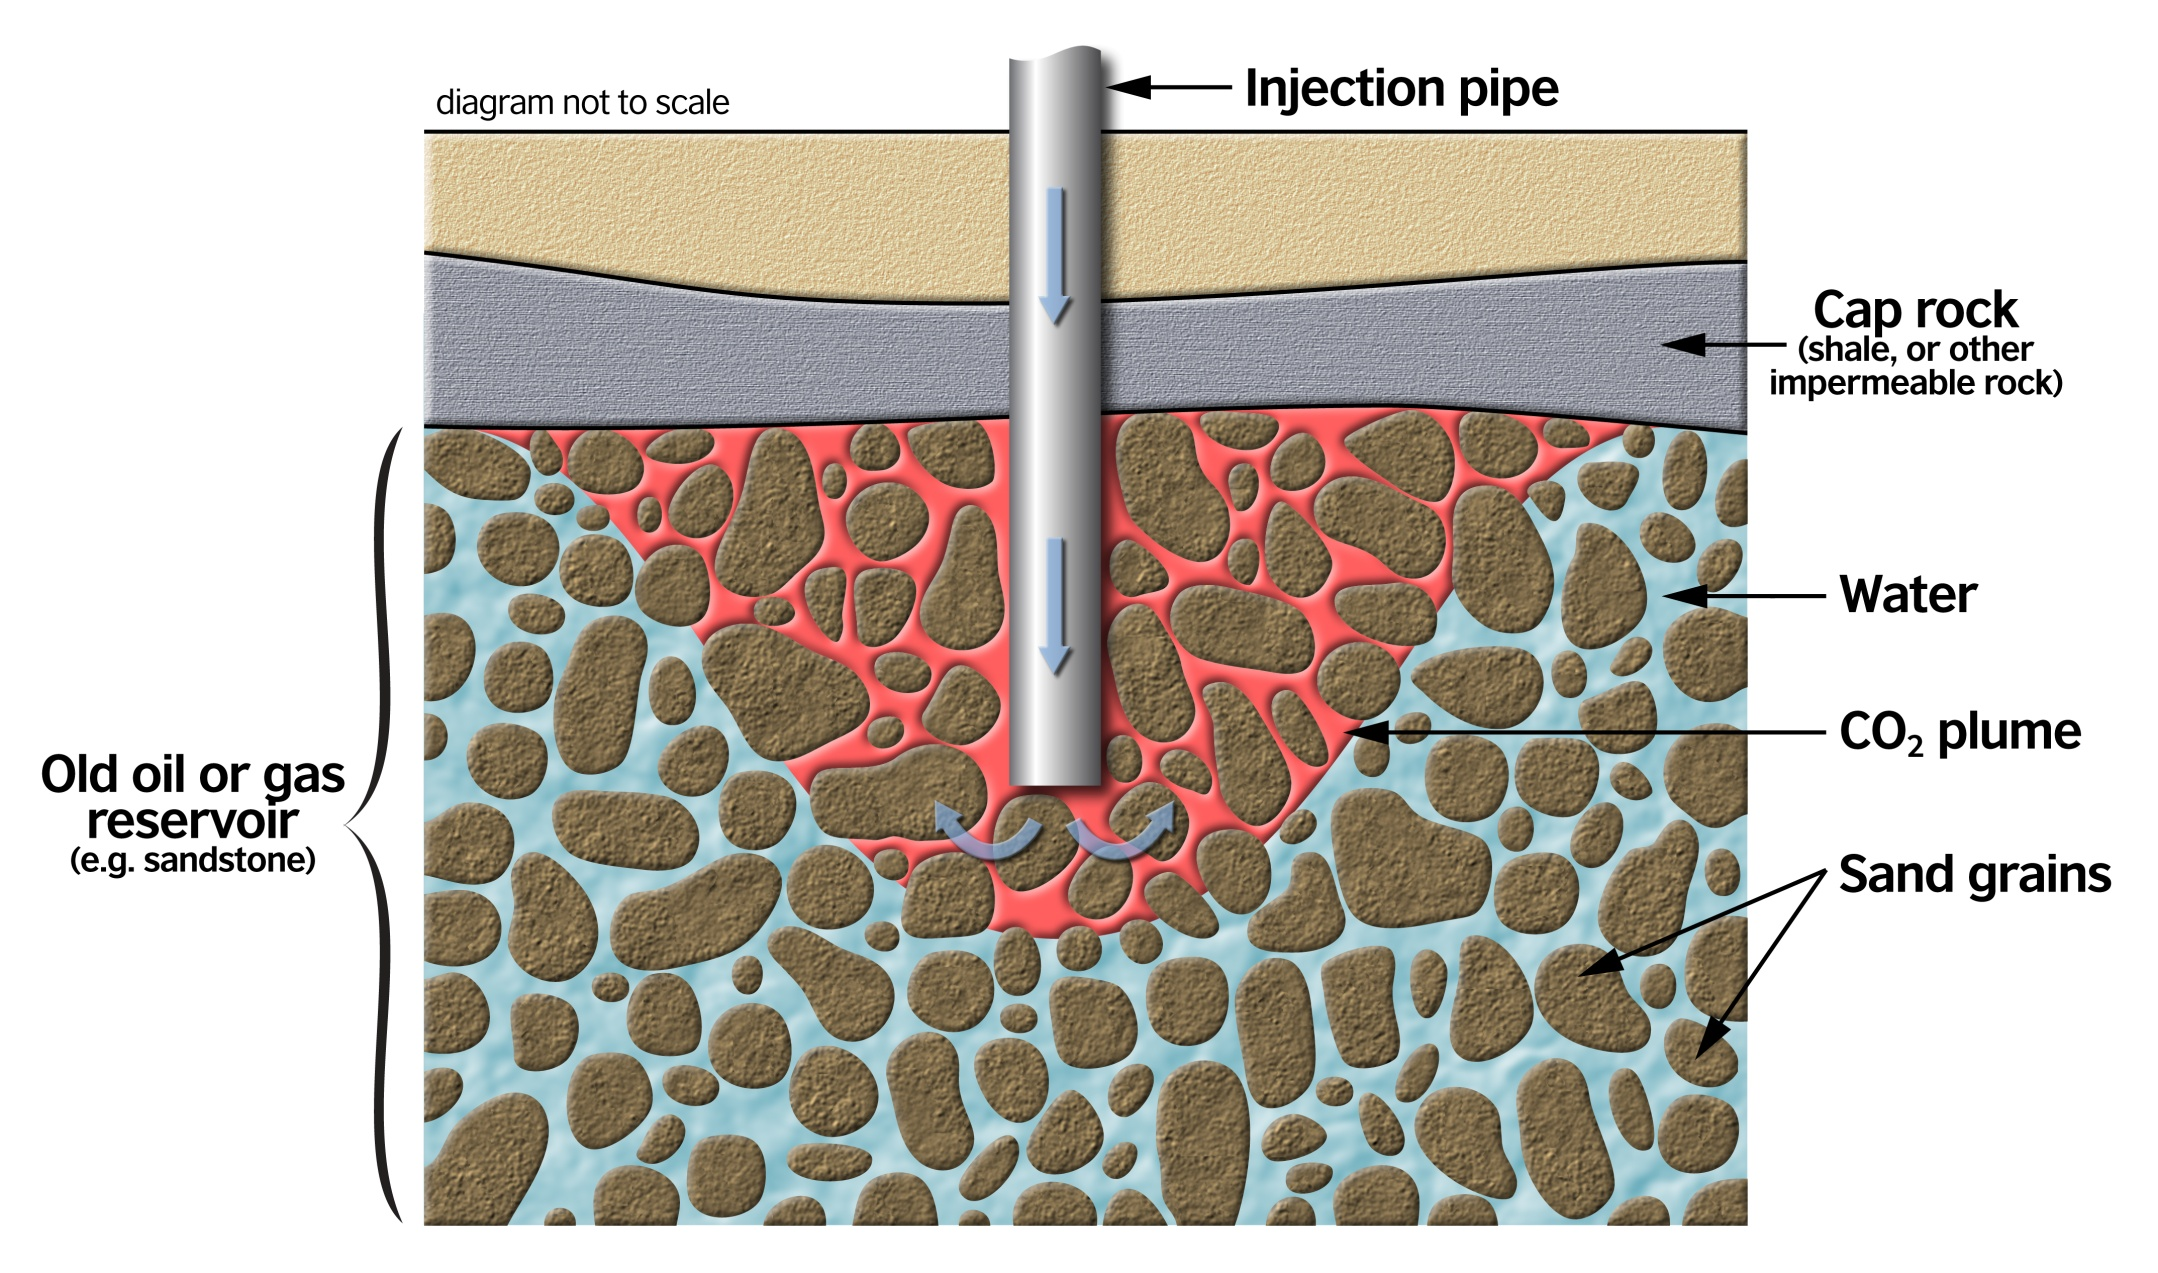 diagram not to scale
Injection pipe
Cap rock
(shale, or other
impermeable rock)
Water
CO₂ plume
Old oil or gas
reservoir
(e.g. sandstone)
Sand grains